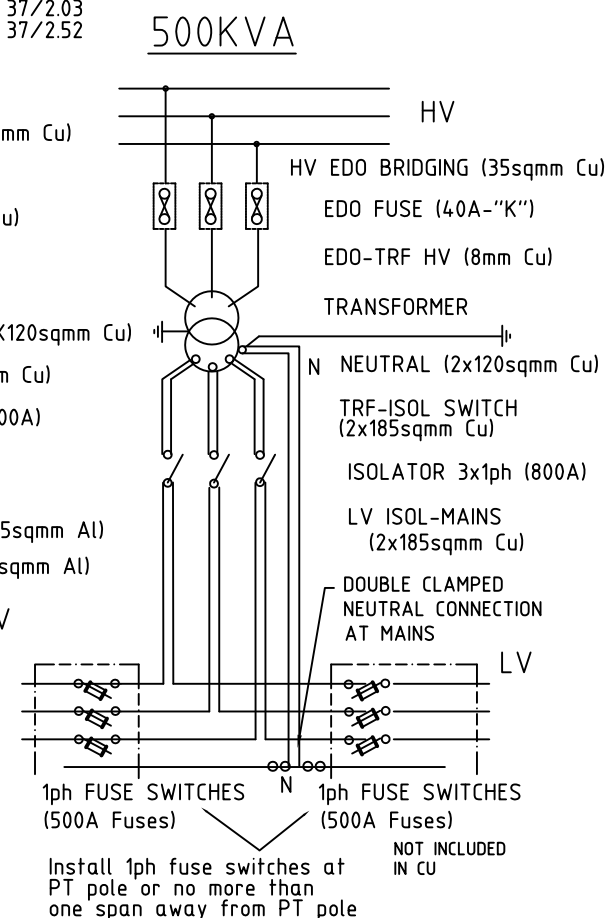 37/2.03
37/2.52
500KVA
mm Cu)
HV
HV EDO BRIDGING (35sqmm Cu)
EDO FUSE (40A-"K")
u)
EDO-TRF HV (8mm Cu)
TRANSFORMER
X120sqmm Cu)
N NEUTRAL (2x120sqmm Cu)
m Cu)
TRF-ISOL SWITCH
(2x185sqmm Cu)
00A)
ISOLATOR 3x1ph (800A)
LV ISOL-MAINS
(2x185sqmm Cu)
5sqmm Al)
sqmm Al)
DOUBLE CLAMPED
NEUTRAL CONNECTION
AT MAINS
V
LV
N
1ph FUSE SWITCHES
(500A Fuses)
1ph FUSE SWITCHES
(500A Fuses)
NOT INCLUDED
IN CU
Install 1ph fuse switches at
PT pole or no more than
one span away from PT pole